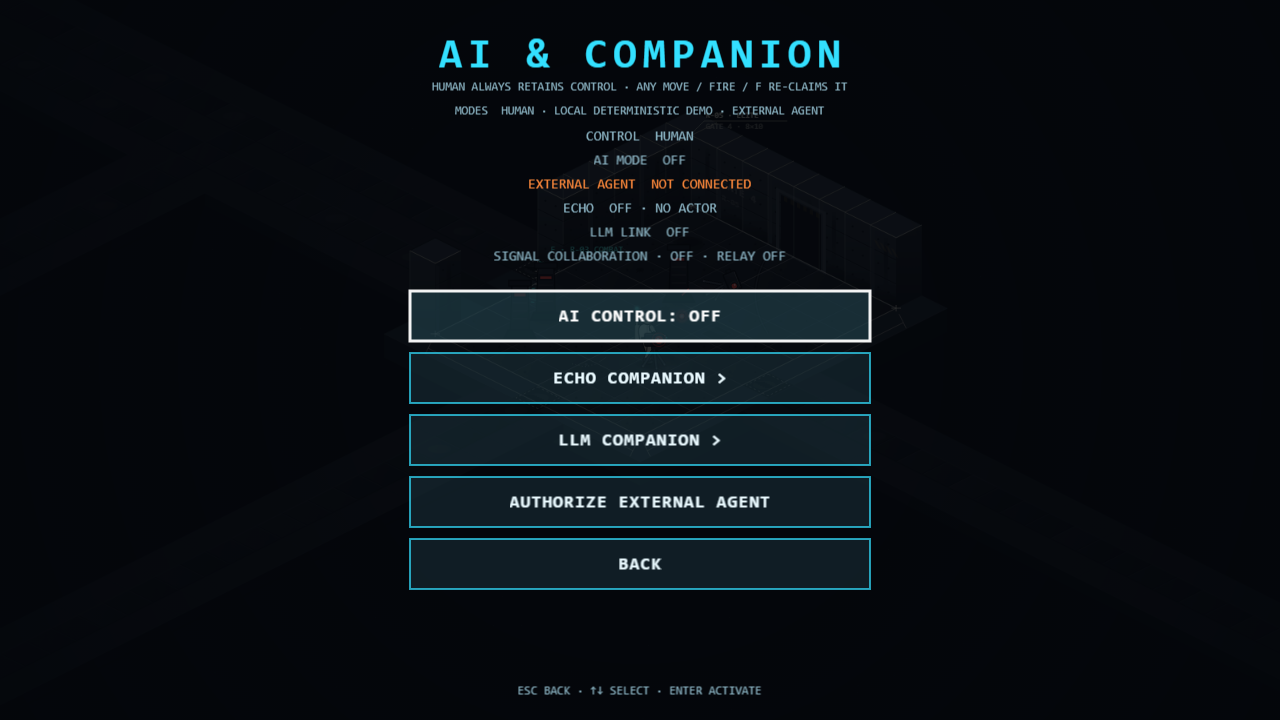 AI & COMPANION
HUMAN ALWAYS RETAINS CONTROL · ANY MOVE / FIRE / F RE-CLAIMS IT
MODES  HUMAN · LOCAL DETERMINISTIC DEMO · EXTERNAL AGENT
CONTROL  HUMAN
AI MODE  OFF
EXTERNAL AGENT  NOT CONNECTED
ECHO  OFF · NO ACTOR
LLM LINK  OFF
SIGNAL COLLABORATION · OFF · RELAY OFF
AI CONTROL: OFF
ECHO COMPANION >
LLM COMPANION >
AUTHORIZE EXTERNAL AGENT
BACK
ESC BACK · ↑↓ SELECT · ENTER ACTIVATE